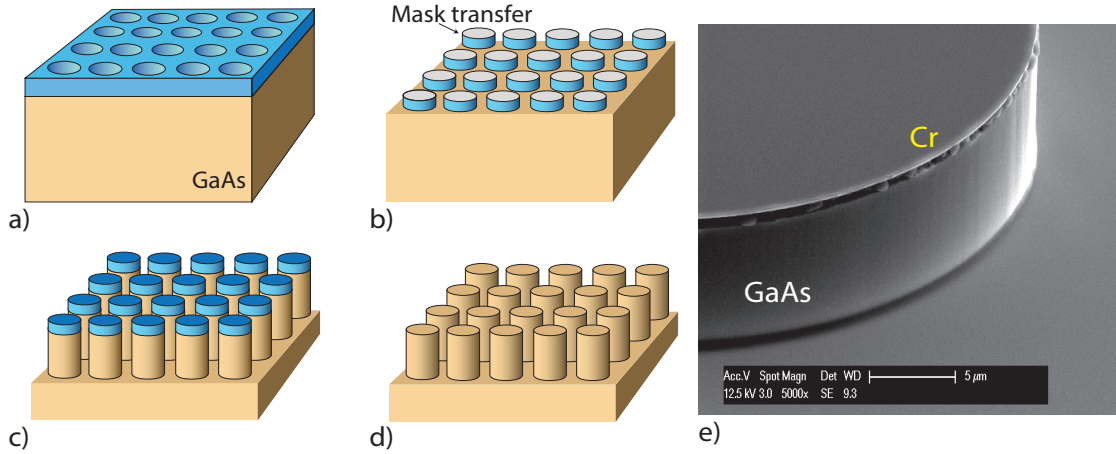 GaAs
a)
Mask transfer
b)
c)
d)
Cr
GaAs
Acc.V Spot Magn Det WD 5 µm
12.5 kV 3.0 5000x SE 9.3
e)